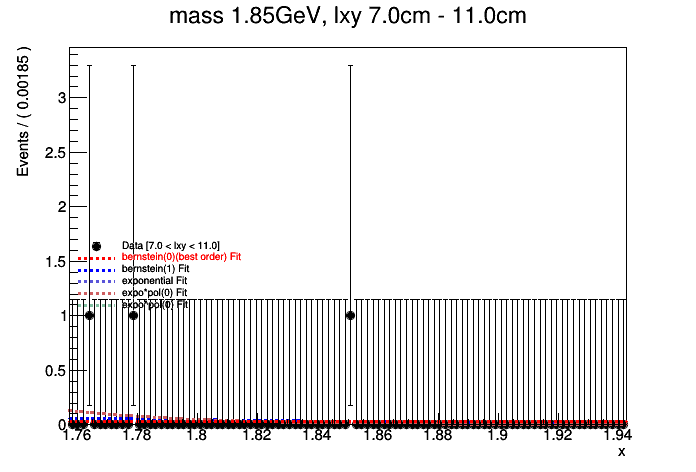 mass 1.85GeV, lxy 7.0cm - 11.0cm
Events / ( 0.00185 )
3
2.5
2
1.5
1
0.5
0
Data [7.0 < lxy < 11.0]
bernstein(0)(best order) Fit
bernstein(1) Fit
exponential Fit
expo*pol(0) Fit
expo*pol(0) Fit
1.76 1.78 1.8 1.82 1.84 1.86 1.88 1.9 1.92 1.94
x